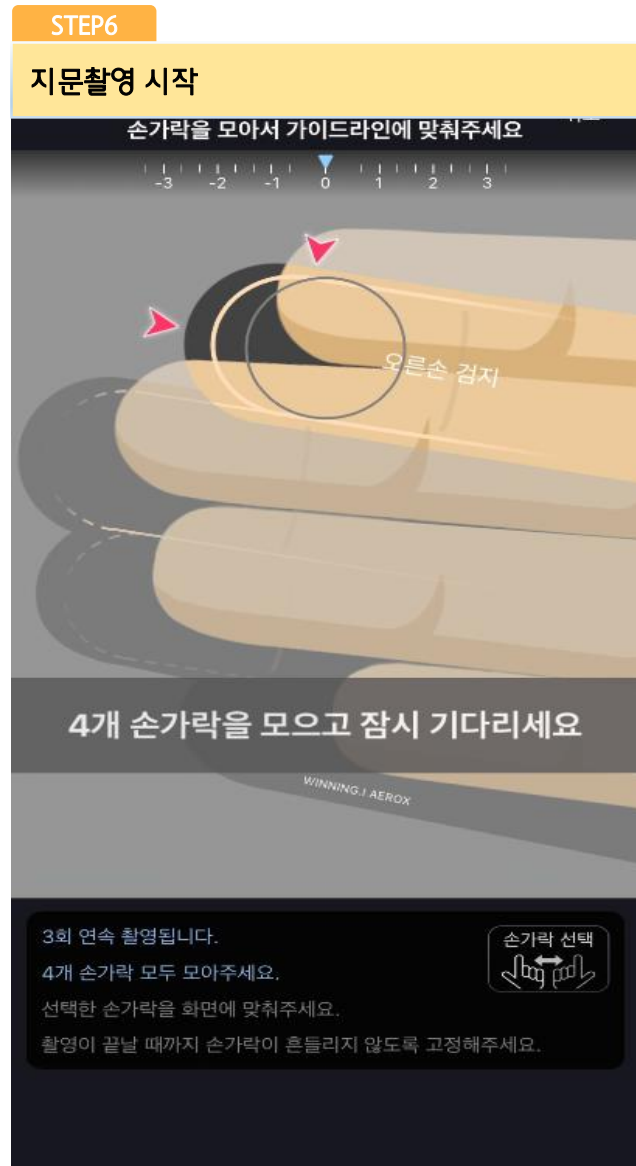 STEP6
지문촬영 시작
손가락을 모아서 가이드라인에 맞춰주세요
-3 -2 -1 0 1 2 3
오른손 검지
4개 손가락을 모으고 잠시 기다리세요
WINNING.I AEROX
3회 연속 촬영됩니다.
손가락 선택
4개 손가락 모두 모아주세요.
선택한 손가락을 화면에 맞춰주세요.
촬영이 끝날 때까지 손가락이 흔들리지 않도록 고정해주세요.